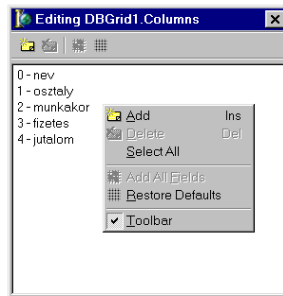 Editing DBGrid1.Columns
0 - nev
1 - osztaly
2 - munkakor
3 - fizetes
4 - jutalom
Add Ins
Delete Del
Select All
Add All Fields
Restore Defaults
Toolbar